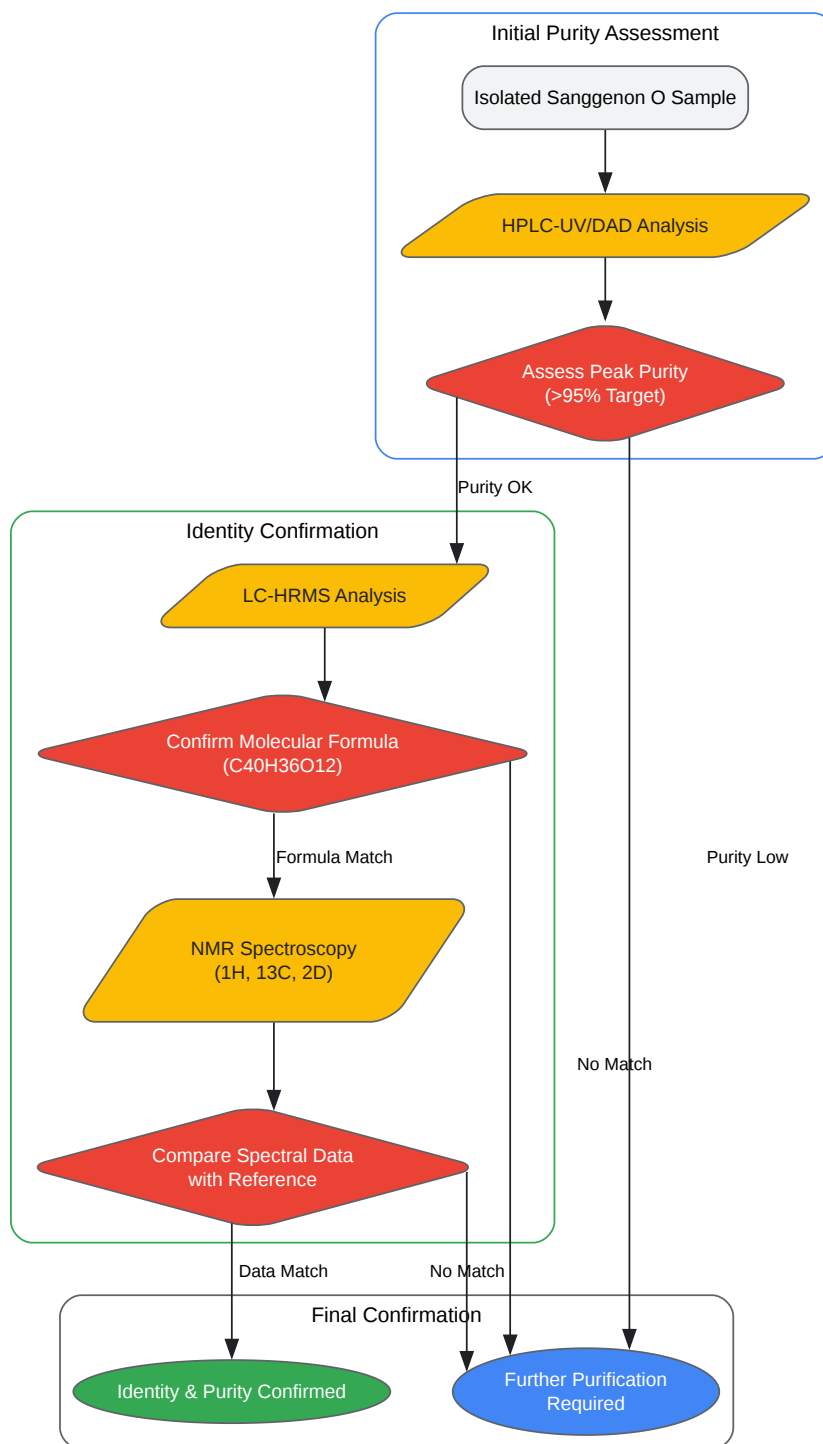 Initial Purity Assessment
Isolated Sanggenon O Sample
HPLC-UV/DAD Analysis
Assess Peak Purity
(>95% Target)
Purity OK
Identity Confirmation
LC-HRMS Analysis
Confirm Molecular Formula
(C40H36O12)
Formula Match
Purity Low
NMR Spectroscopy
(1H, 13C, 2D)
No Match
Compare Spectral Data
with Reference
Data Match
No Match
Final Confirmation
Identity & Purity Confirmed
Further Purification
Required